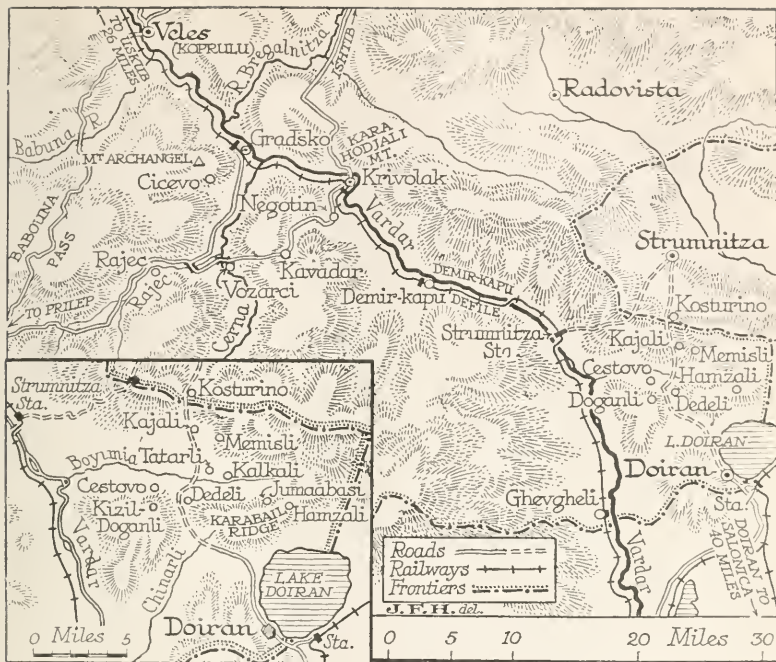 TO USKUB
26 MILES
Veles
(KOPRULU)
R. Bregalnitza
ISHTIB
Radovista
Babuna R.
MT ARCHANGEL
Cicevo
Gradsko
KARA
HODJALI
MT.
Krivolak
Negotin
BABOUNA
PASS
Vardar
Strumnitza
Rajec
Rajec
Kavadar
Vozarci
TO PRILEP
Cerna
Demir-kapu
DEMIR-KAPU
DEFILE
Strumnitza
Sta.
Kosturino
Kajali
Memisli
Cestovo
Hamzali
Doganli
Dedeli
L. DOIRAN
Doiran
Sta.
Ghevgheli
Vardar
DOIRAN TO
SALONICA
40 MILES
Strumnitza
Sta.
Kosturino
Kajali
Memisli
Bojimia
Tatarli
Kalkali
Cestovo
Dedeli
Jumaabasi
Kizil-
Doganli
KARABAIL
RIDGE
Hamzali
Vardar
Chinarli
LAKE
DOIRAN
Doiran
Sta.
0 Miles 5
Roads
Railways
Frontiers
J.F.H. del.
0 5 10 20 Miles 30